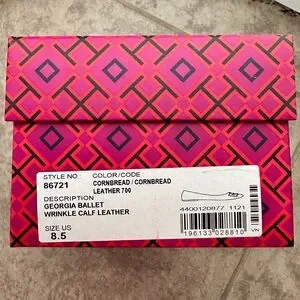 STYLE NO COLOR/CODE
86721 CORNBREAD / CORNBREAD
LEATHER 700
DESCRIPTION
GEORGIA BALLET
WRINKLE CALF LEATHER
4400120877 1121
SIZE US
8.5
196133028810
VN